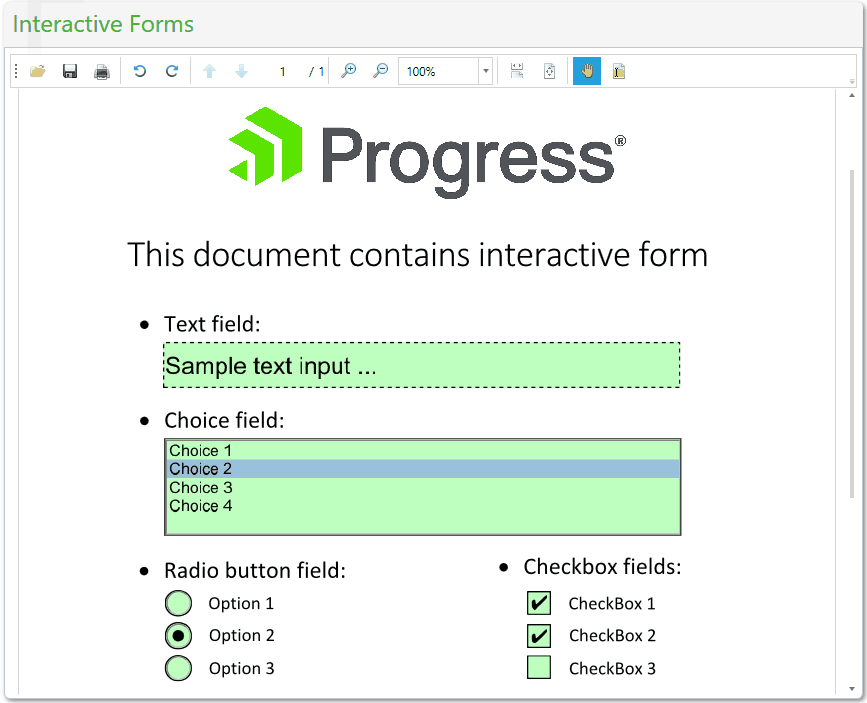 Interactive Forms
1 / 1 100%
Progress®
This document contains interactive form
• Text field:
Sample text input ...
• Choice field:
Choice 1
Choice 2
Choice 3
Choice 4
• Radio button field:
Option 1
Option 2
Option 3
• Checkbox fields:
CheckBox 1
CheckBox 2
CheckBox 3